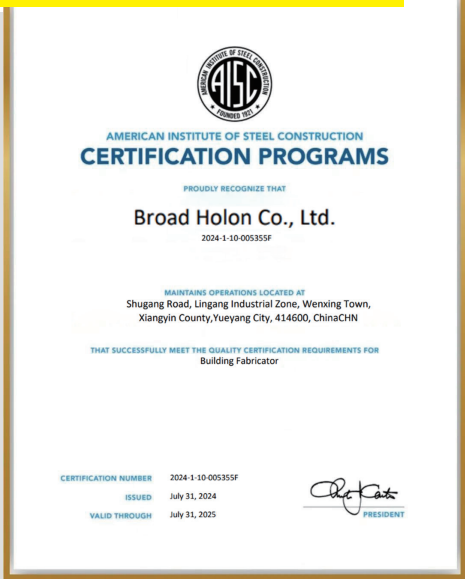 AMERICAN INSTITUTE OF STEEL CONSTRUCTION
AISC
FOUNDED 1921
AMERICAN INSTITUTE OF STEEL CONSTRUCTION
CERTIFICATION PROGRAMS
PROUDLY RECOGNIZE THAT
Broad Holon Co., Ltd.
2024-1-10-005355F
MAINTAINS OPERATIONS LOCATED AT
Shugang Road, Lingang Industrial Zone, Wenxing Town,
Xiangyin County,Yueyang City, 414600, ChinaCHN
THAT SUCCESSFULLY MEET THE QUALITY CERTIFICATION REQUIREMENTS FOR
Building Fabricator
CERTIFICATION NUMBER 2024-1-10-005355F
ISSUED July 31, 2024
VALID THROUGH July 31, 2025
PRESIDENT